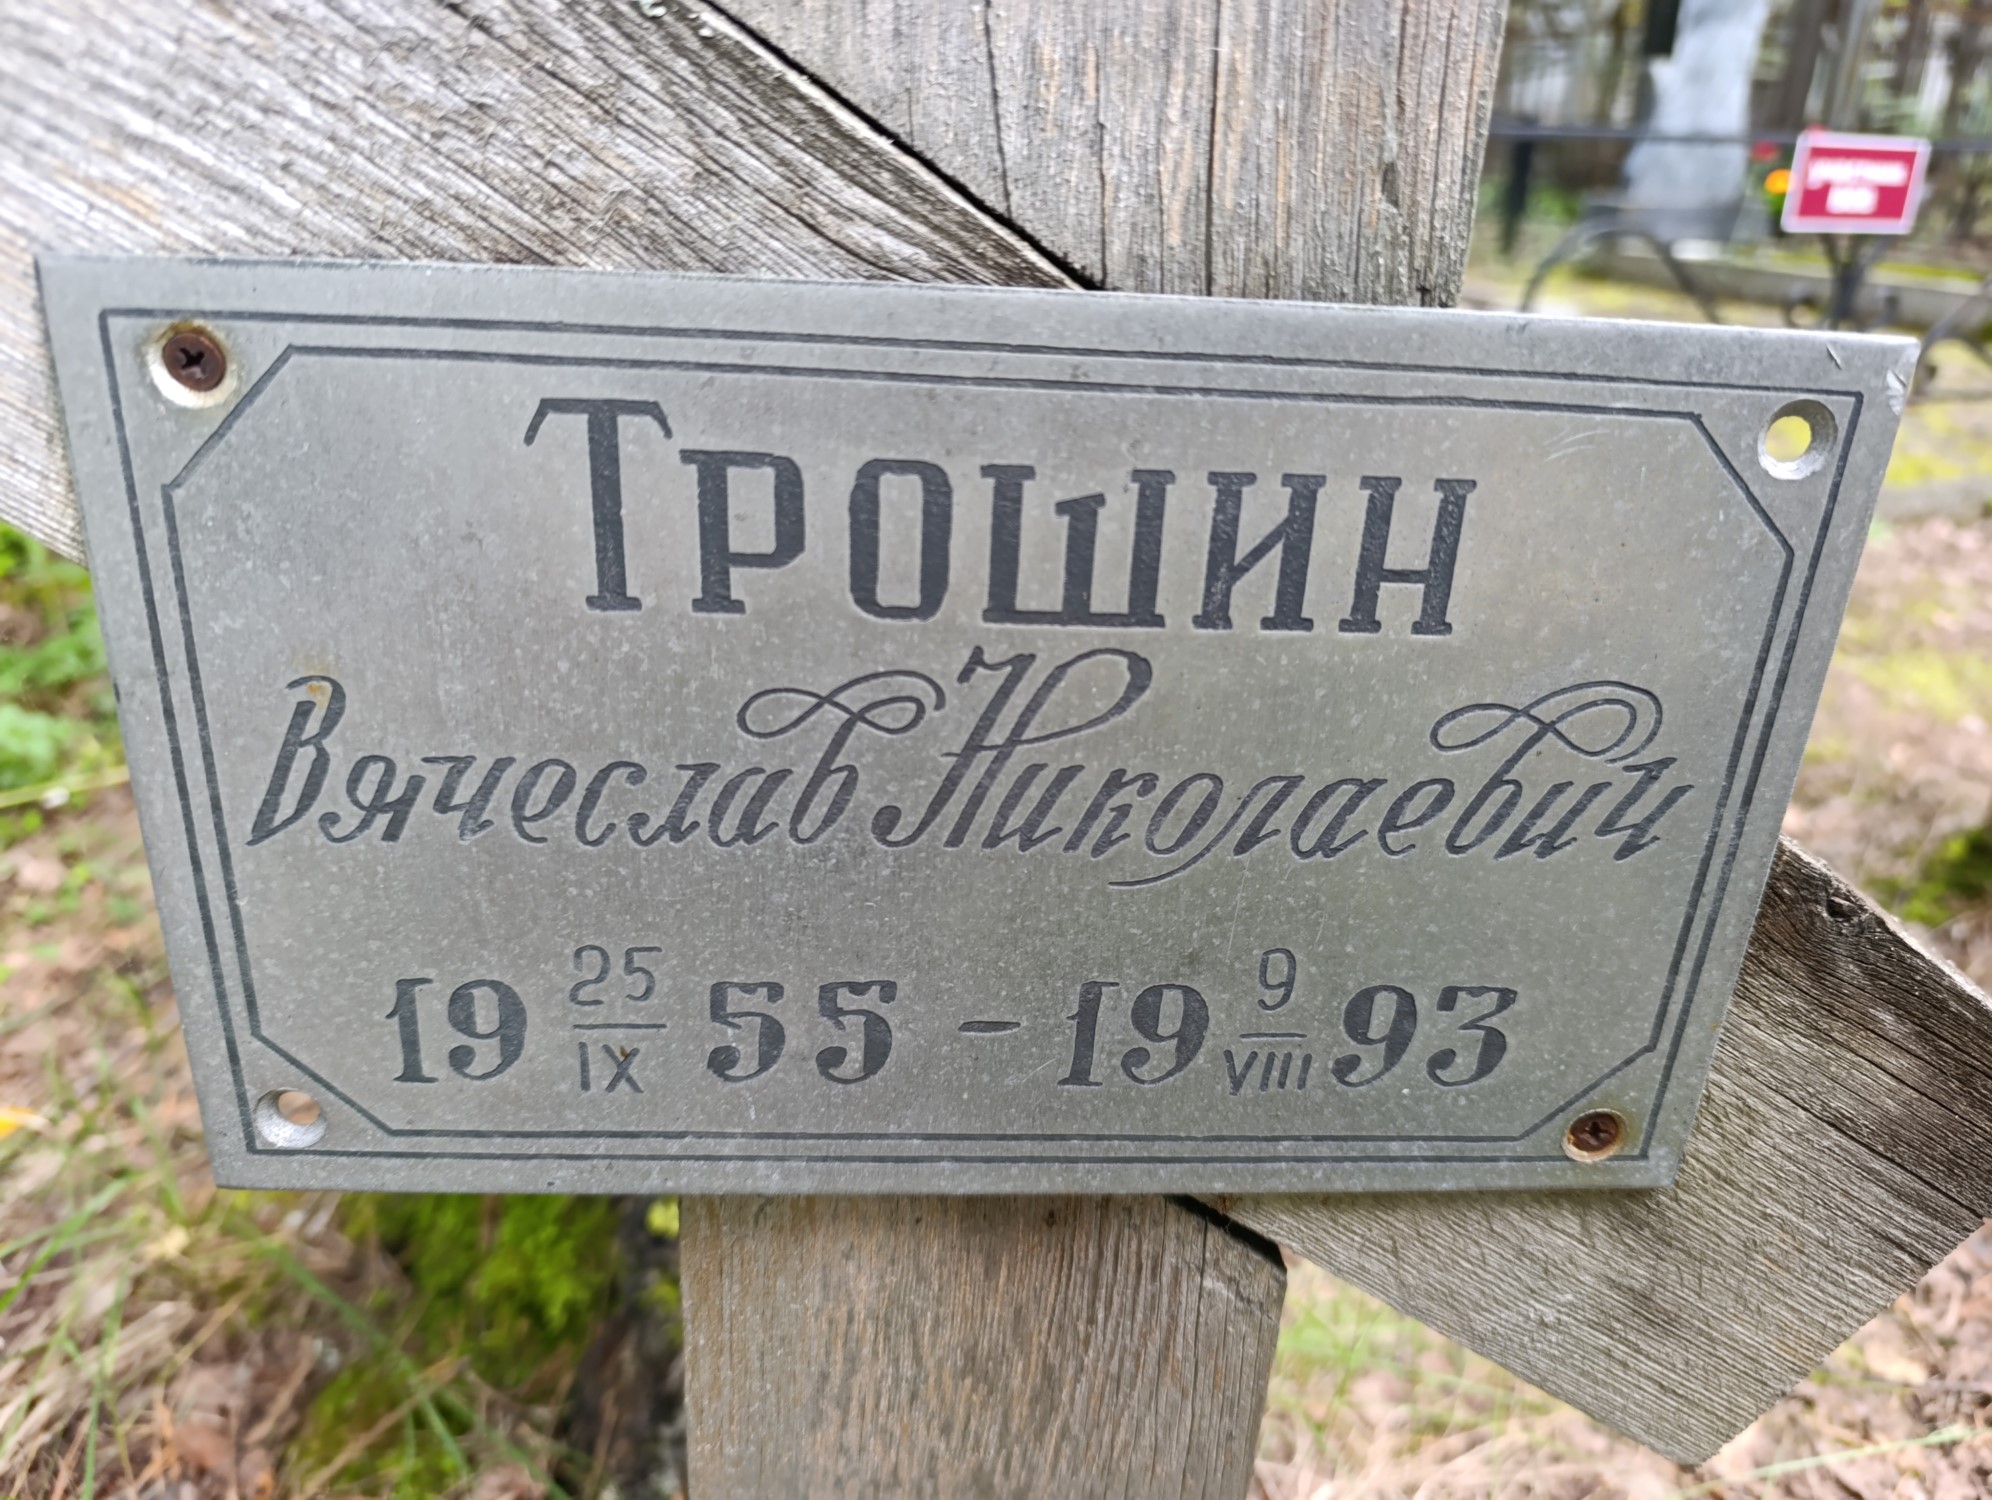 Трошин
Вячеслав Николаевич
19 25/IX 55 - 19 9/VIII 93